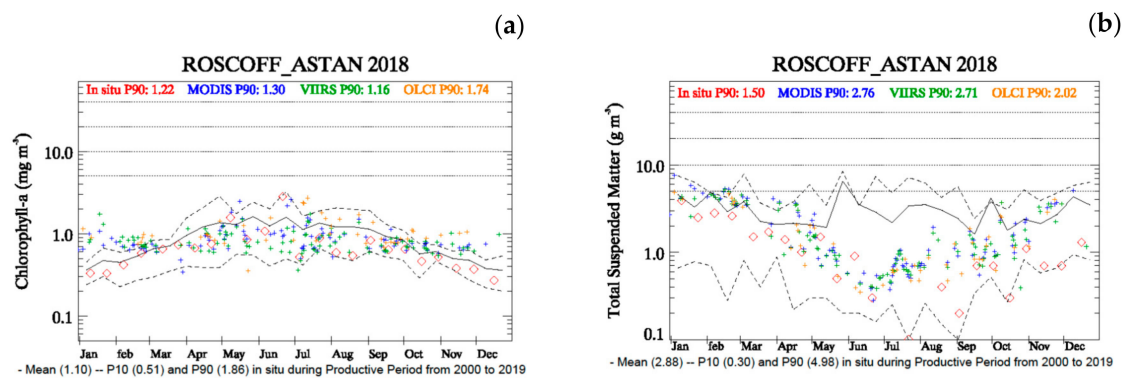 (a)
ROSCOFF_ASTAN 2018
In situ P90: 1.22 MODIS P90: 1.30 VIIRS P90: 1.16 OLCI P90: 1.74
Chlorophyll-a (mg m⁻³)
10.0
1.0
0.1
Jan feb Mar Apr May Jun Jul Aug Sep Oct Nov Dec
- Mean (1.10) -- P10 (0.51) and P90 (1.86) in situ during Productive Period from 2000 to 2019
(b)
ROSCOFF_ASTAN 2018
In situ P90: 1.50 MODIS P90: 2.76 VIIRS P90: 2.71 OLCI P90: 2.02
Total Suspended Matter (g m⁻³)
10.0
1.0
0.1
Jan feb Mar Apr May Jun Jul Aug Sep Oct Nov Dec
- Mean (2.88) -- P10 (0.30) and P90 (4.98) in situ during Productive Period from 2000 to 2019